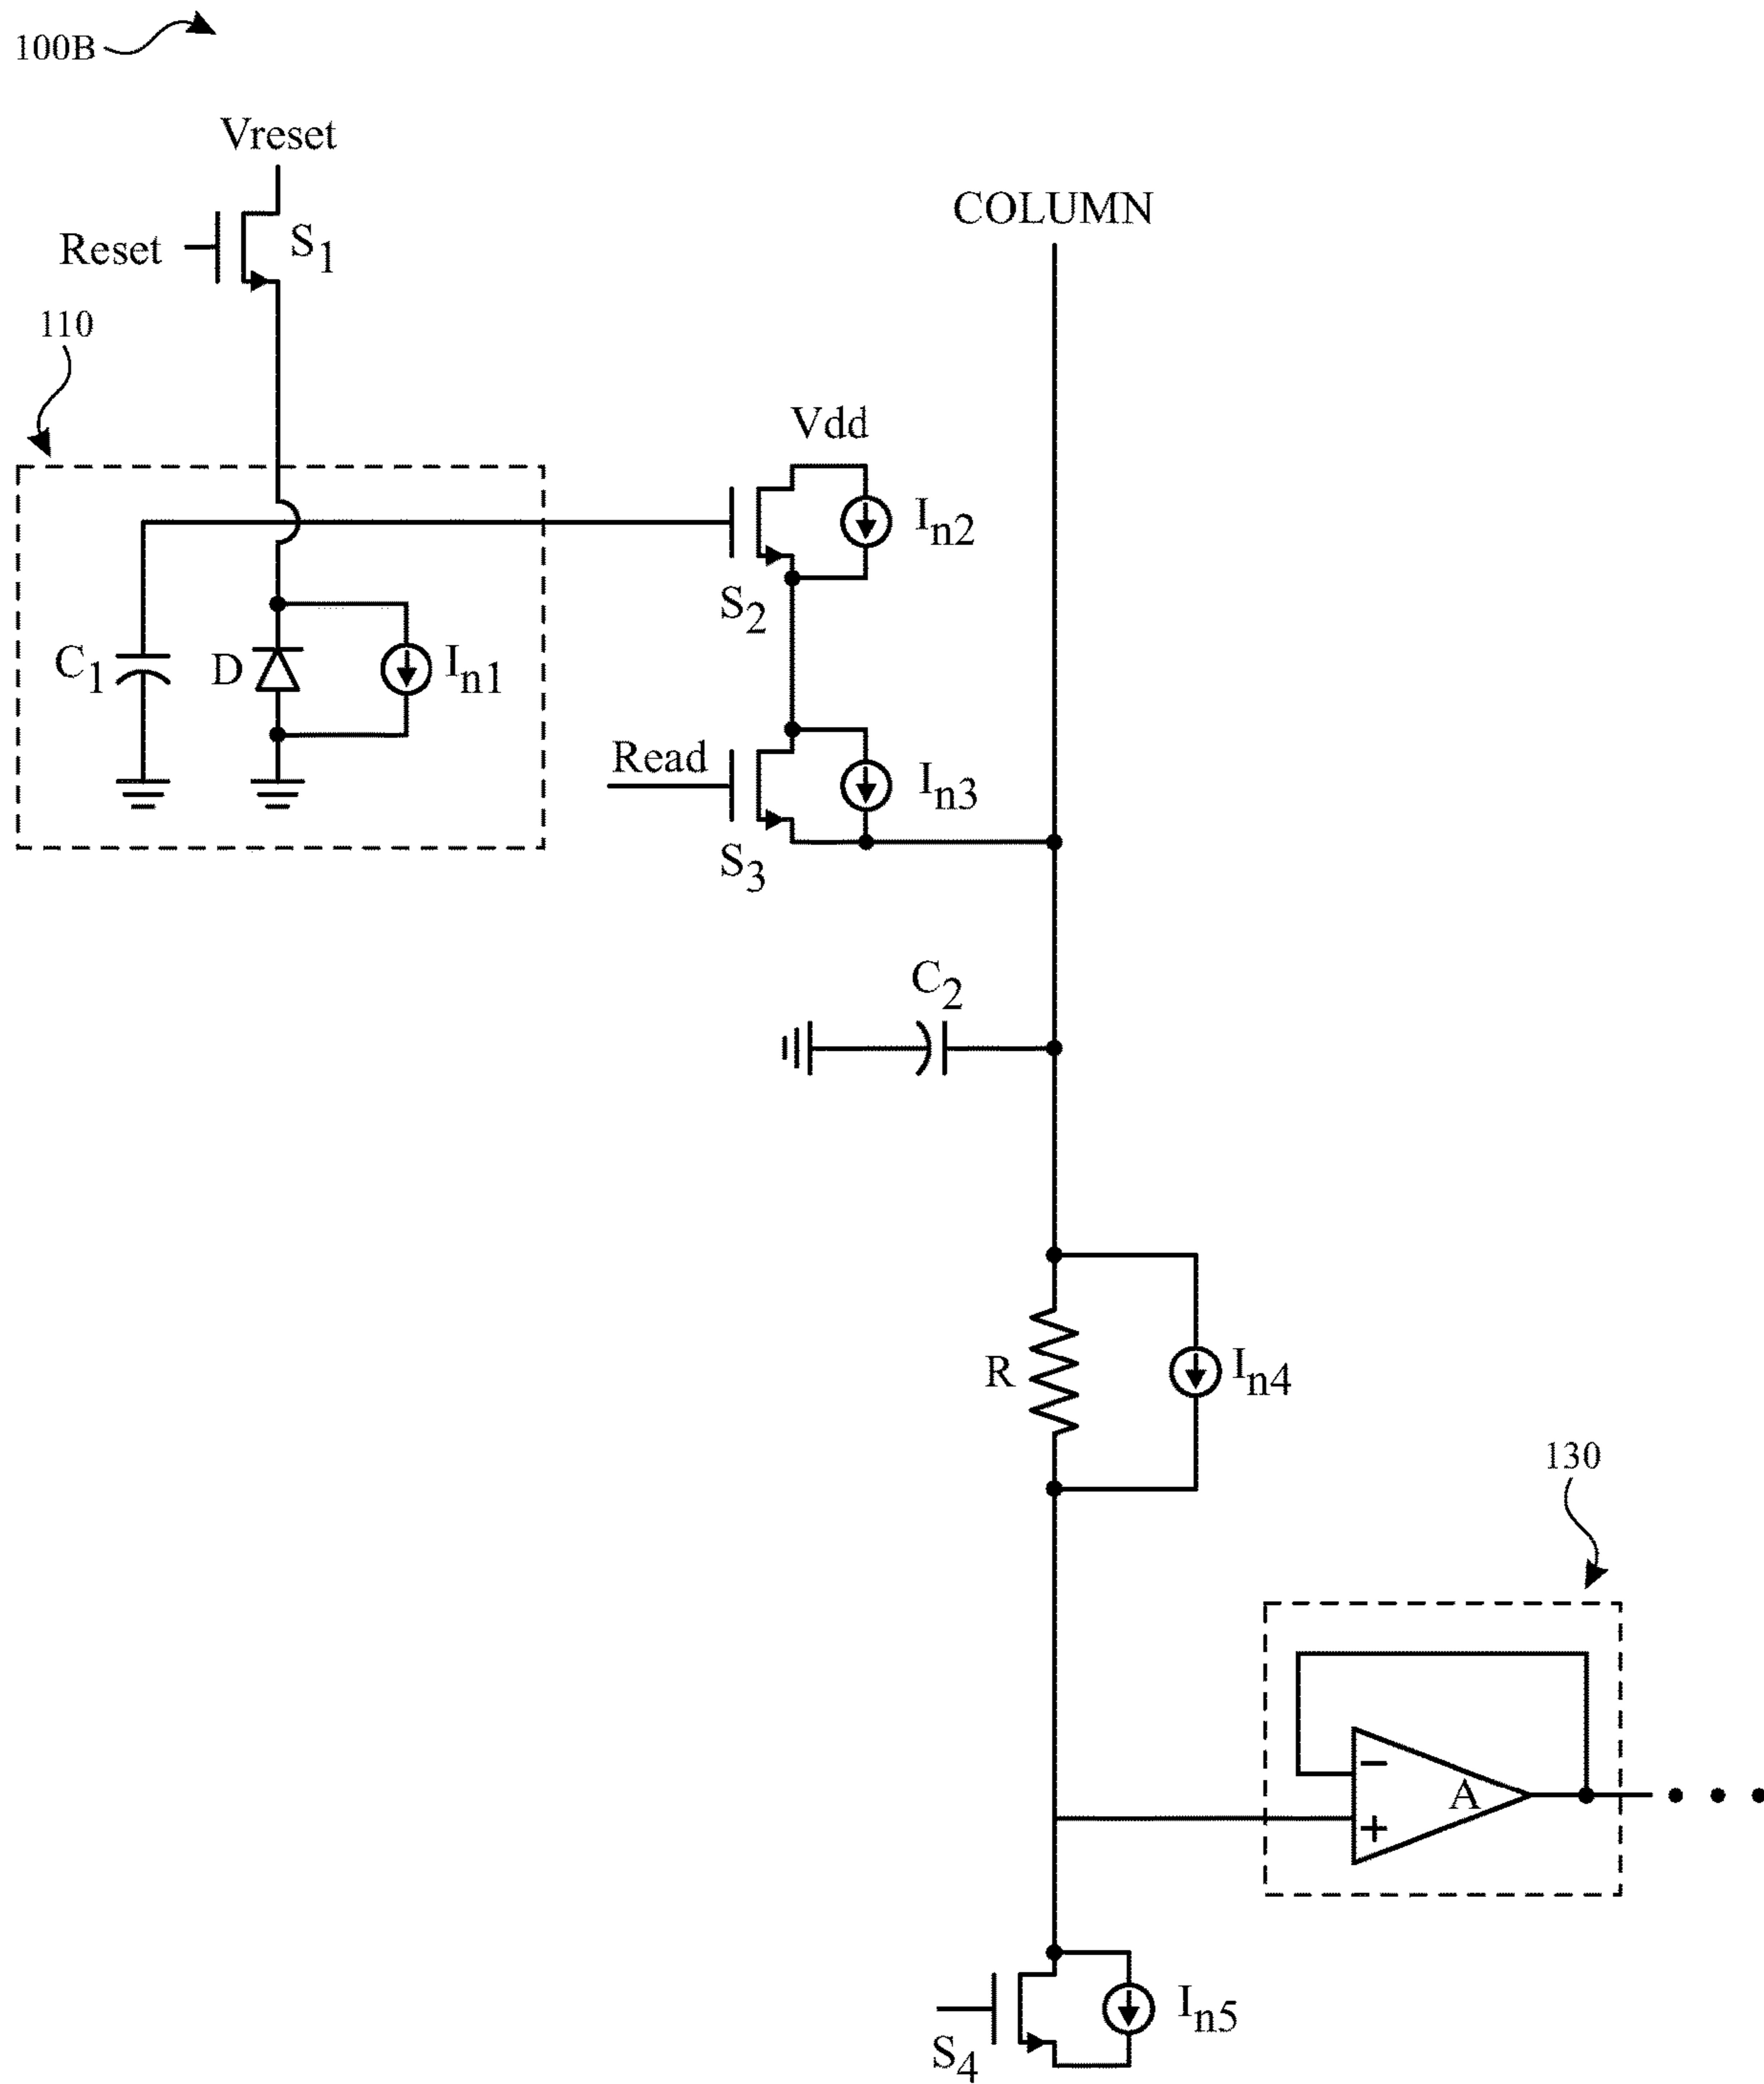 100B
Vreset
COLUMN
Reset
S1
110
Vdd
In2
S2
C1
D
In1
Read
In3
S3
C2
R
In4
130
−
A
+
In5
S4